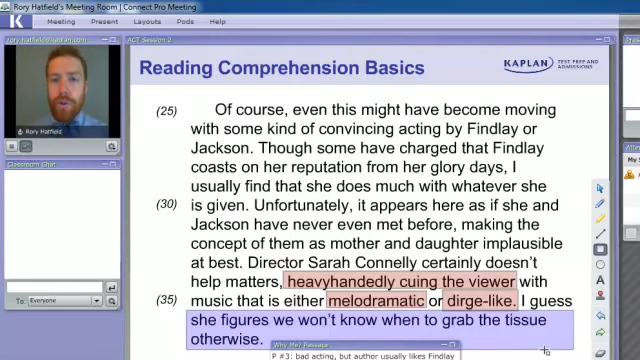 Rory Hatfield's Meeting Room | Connect Pro Meeting
Meeting Present Layouts Pods Help
rory.hatfield@kaplan.com
ACT Session 2
Rory Hatfield
Classroom Chat
To: Everyone
Reading Comprehension Basics
KAPLAN TEST PREP AND
ADMISSIONS
(25) Of course, even this might have become moving
with some kind of convincing acting by Findlay or
Jackson. Though some have charged that Findlay
coasts on her reputation from her glory days, I
usually find that she does much with whatever she
(30) is given. Unfortunately, it appears here as if she and
Jackson have never even met before, making the
concept of them as mother and daughter implausible
at best. Director Sarah Connelly certainly doesn't
help matters, heavyhandedly cuing the viewer with
(35) music that is either melodramatic or dirge-like. I guess
she figures we won't know when to grab the tissue
otherwise.
Why Me? Passage
P #3: bad acting, but author usually likes Findlay